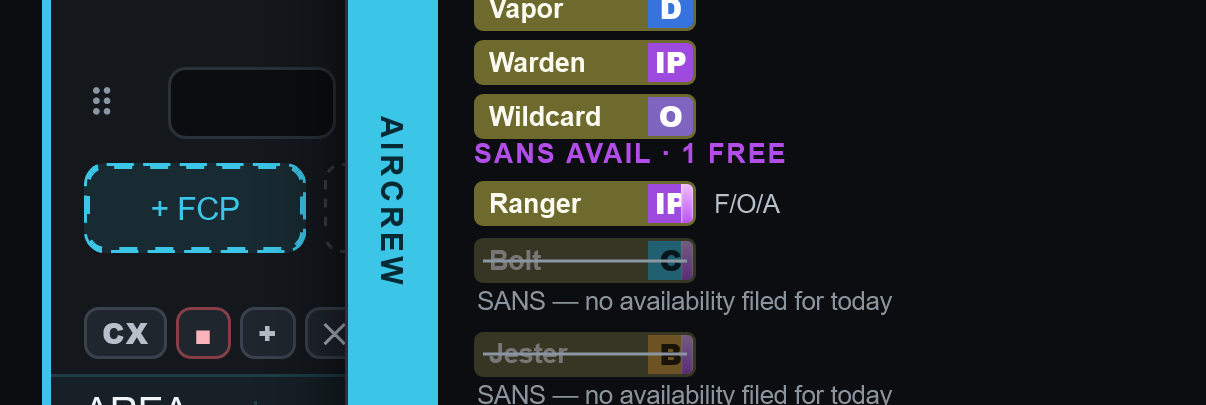 Vapor D
Warden IP
Wildcard O
SANS AVAIL · 1 FREE
Ranger IP F/O/A
Bolt C
SANS — no availability filed for today
Jester B
SANS — no availability filed for today
AIRCREW
+ FCP
CX ■ + ×
AREA